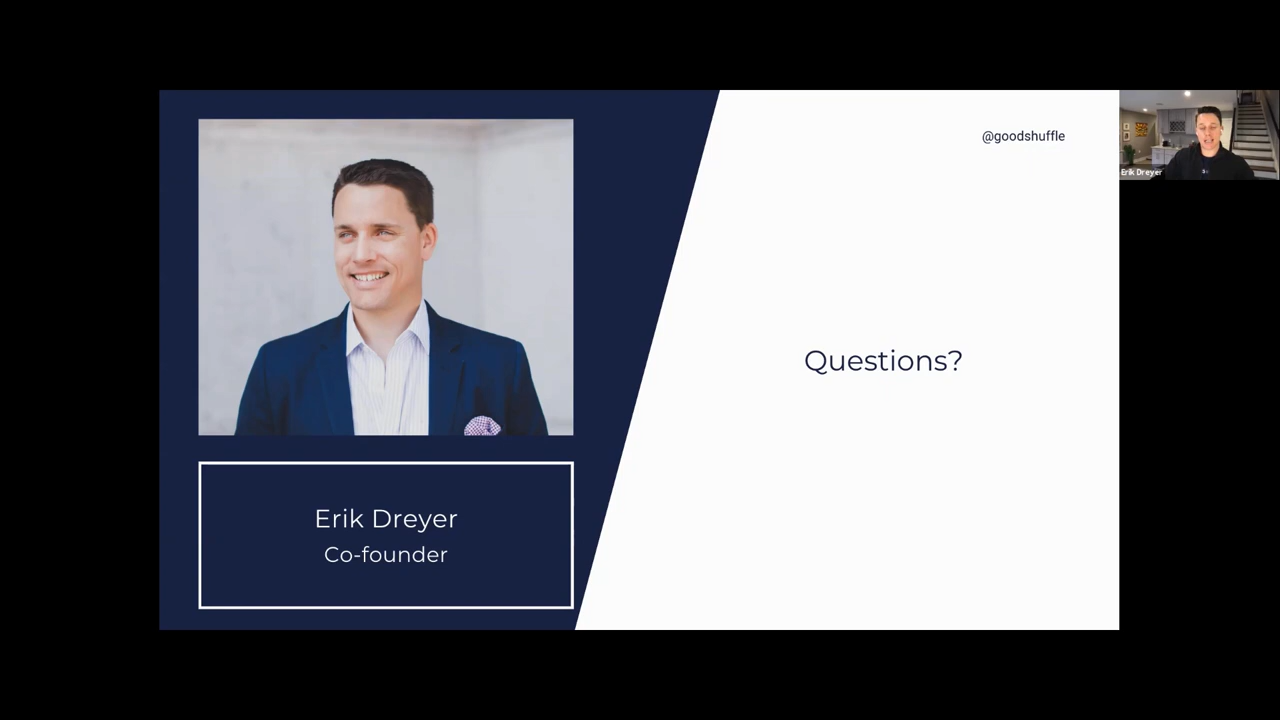 @goodshuffle
Erik Dreyer
Questions?
Erik Dreyer
Co-founder